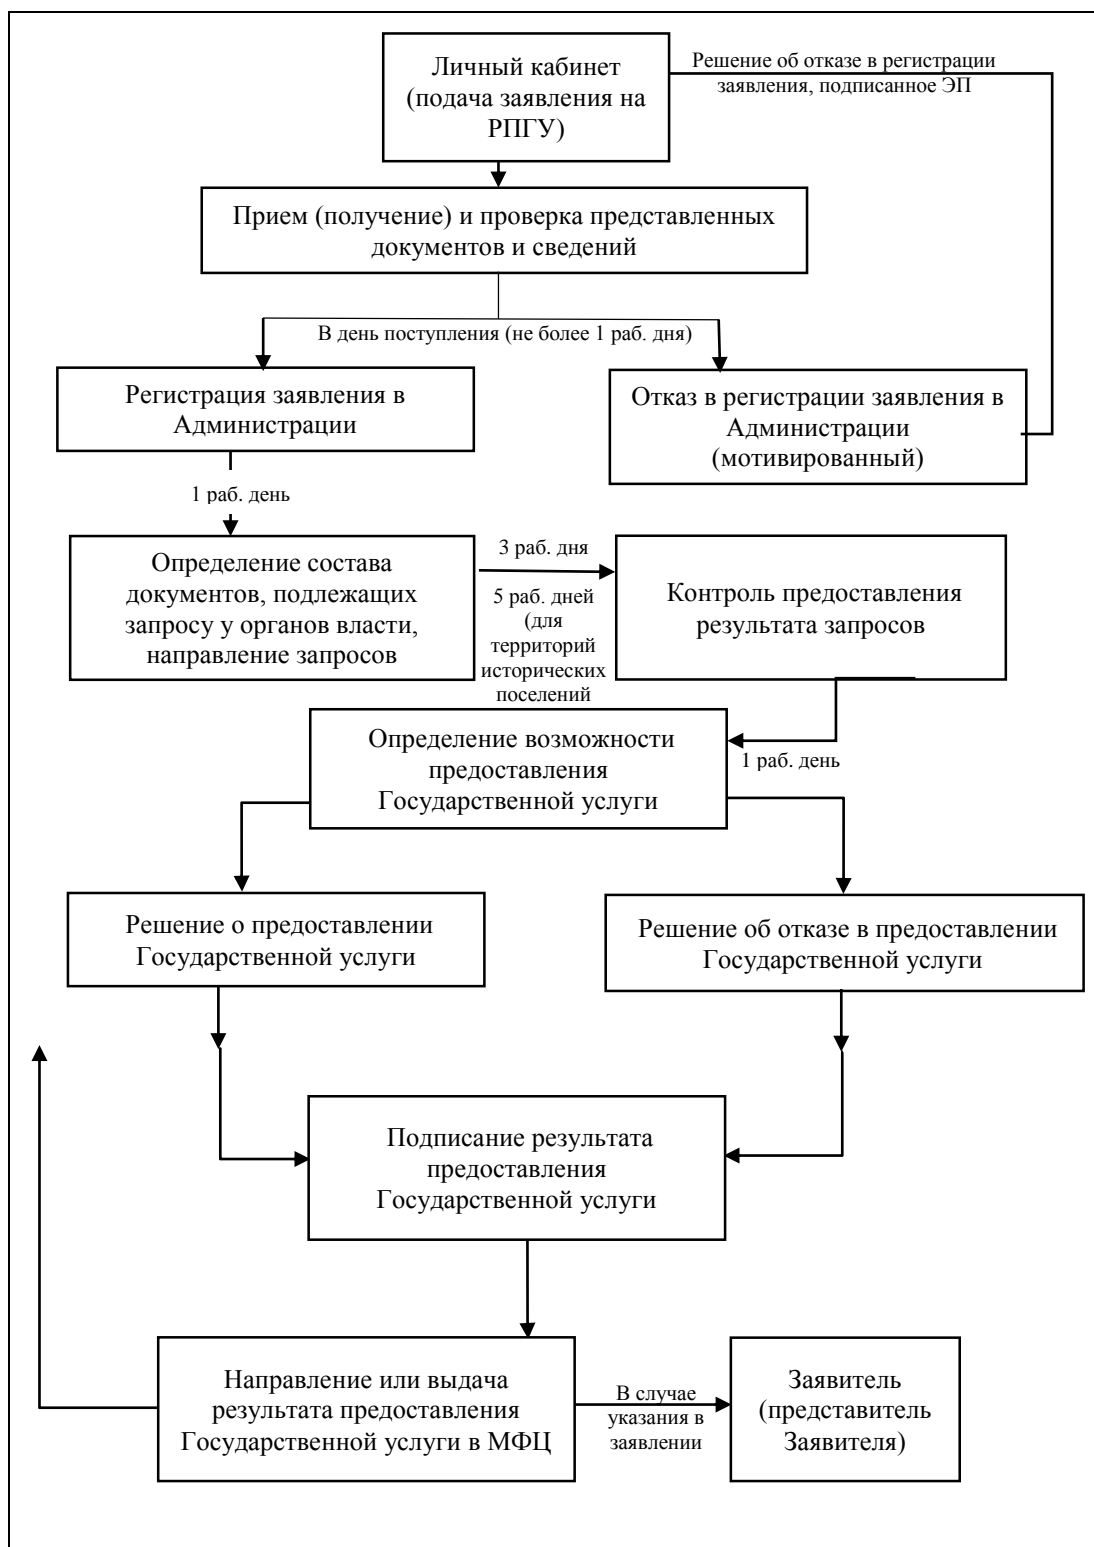 Личный кабинет
(подача заявления на
РПГУ)
Решение об отказе в регистрации
заявления, подписанное ЭП
Прием (получение) и проверка представленных
документов и сведений
В день поступления (не более 1 раб. дня)
Регистрация заявления в
Администрации
Отказ в регистрации заявления в
Администрации
(мотивированный)
1 раб. день
Определение состава
документов, подлежащих
запросу у органов власти,
направление запросов
3 раб. дня
5 раб. дней
(для
территорий
исторических
поселений
Контроль предоставления
результата запросов
Определение возможности
предоставления
Государственной услуги
1 раб. день
Решение о предоставлении
Государственной услуги
Решение об отказе в предоставлении
Государственной услуги
Подписание результата
предоставления
Государственной услуги
Направление или выдача
результата предоставления
Государственной услуги в МФЦ
В случае
указания в
заявлении
Заявитель
(представитель
Заявителя)